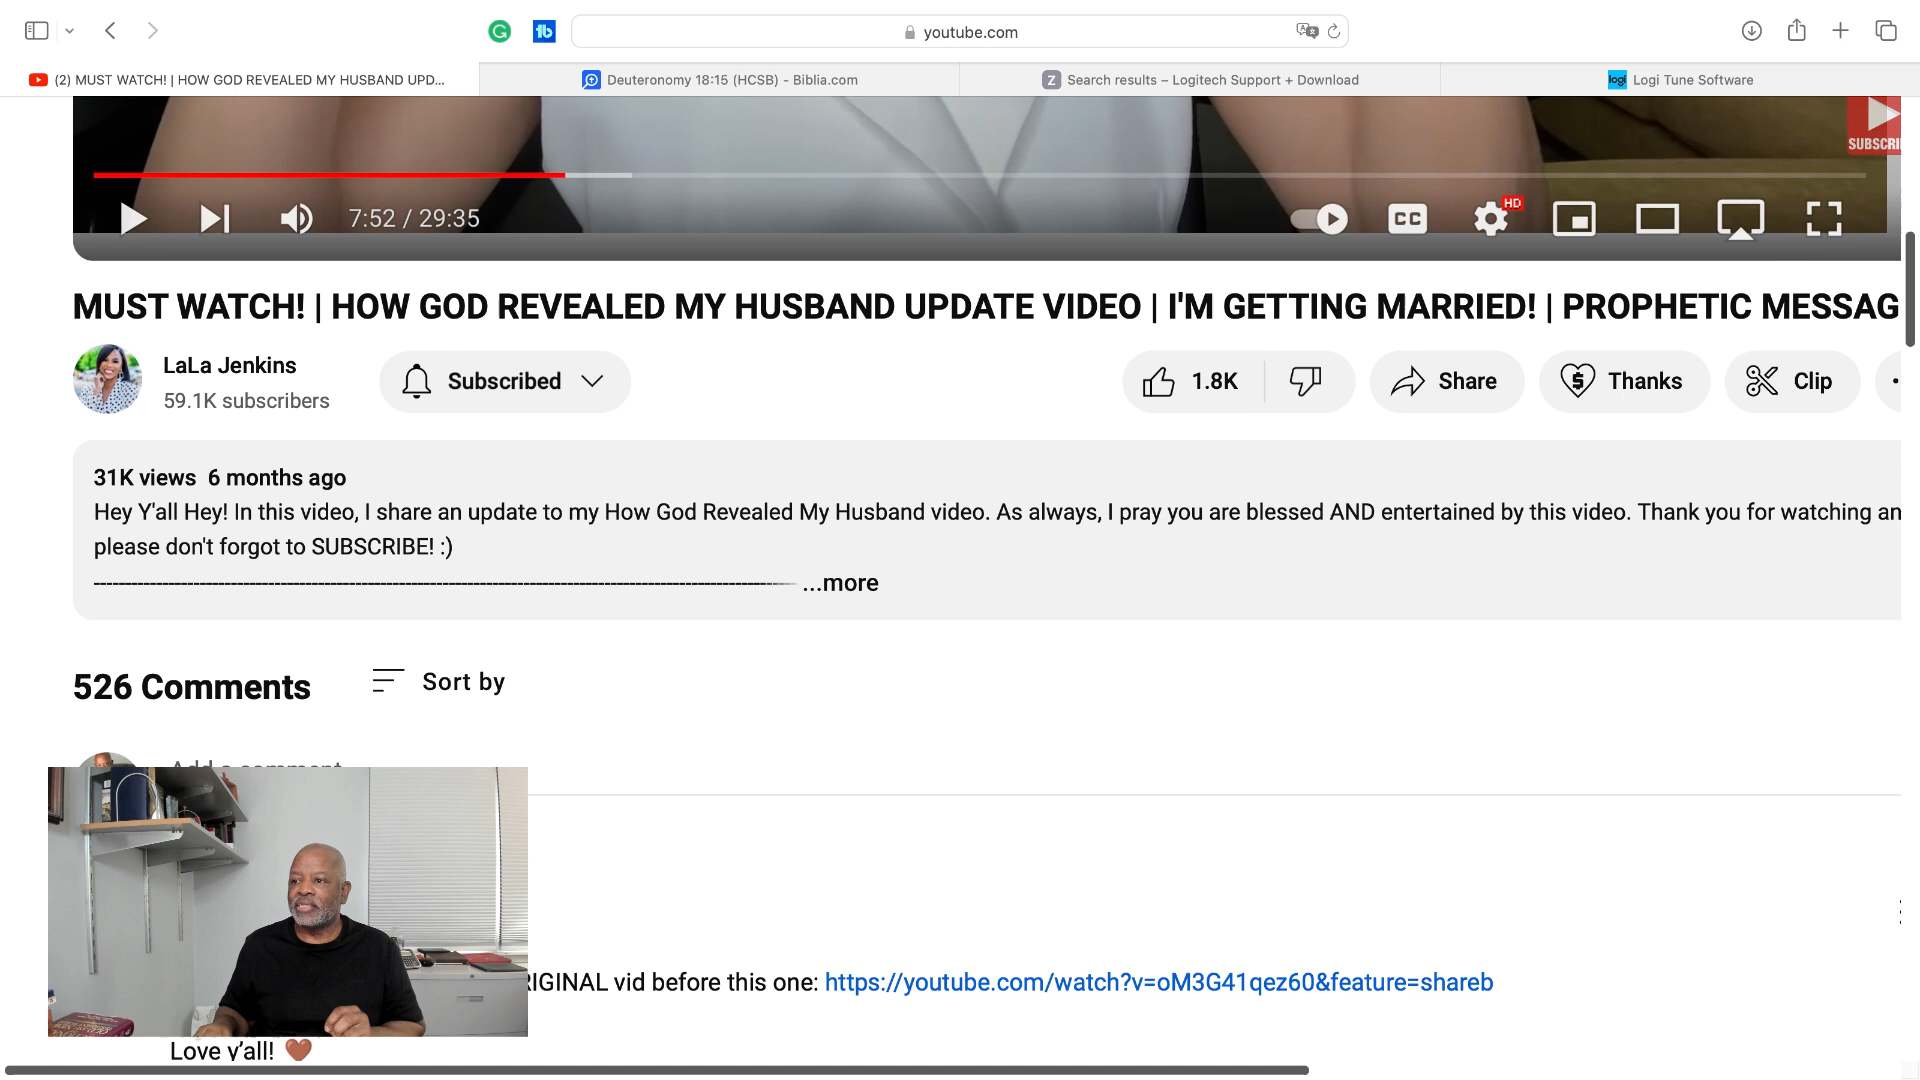 youtube.com
(2) MUST WATCH! | HOW GOD REVEALED MY HUSBAND UPD...
Deuteronomy 18:15 (HCSB) - Biblia.com
Z Search results – Logitech Support + Download
logi Logi Tune Software
SUBSCRI
7:52 / 29:35
CC
HD
MUST WATCH! | HOW GOD REVEALED MY HUSBAND UPDATE VIDEO | I'M GETTING MARRIED! | PROPHETIC MESSAG
LaLa Jenkins
59.1K subscribers
Subscribed
1.8K
Share
Thanks
Clip
31K views 6 months ago
Hey Y'all Hey! In this video, I share an update to my How God Revealed My Husband video. As always, I pray you are blessed AND entertained by this video. Thank you for watching an
please don't forgot to SUBSCRIBE! :)
...more
526 Comments
Sort by
Add a comment
RIGINAL vid before this one: https://youtube.com/watch?v=oM3G41qez60&feature=shareb
Love y'all! 🤎